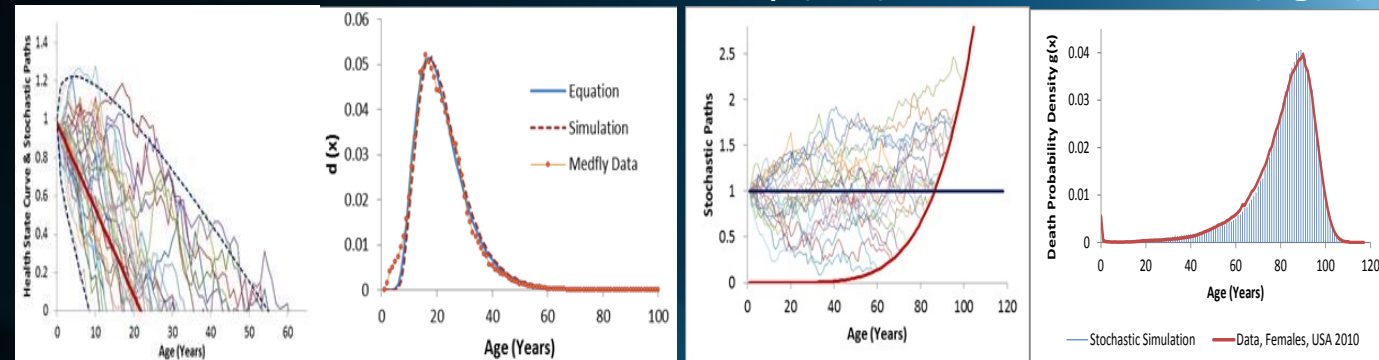 Health State Curve & Stochastic Paths
1.4
1.2
1
0.8
0.6
0.4
0.2
0
0 10 20 30 40 50 60
Age (Years)
d (x)
0.06
0.05
0.04
0.03
0.02
0.01
0
0 20 40 60 80 100
Age (Years)
Equation
Simulation
Medfly Data
Stochastic Paths
2.5
2
1.5
1
0.5
0
0 20 40 60 80 100 120
Age (Years)
Death Probability Density g(x)
0.04
0.03
0.02
0.01
0
0 20 40 60 80 100 120
Age (Years)
Stochastic Simulation
Data, Females, USA 2010